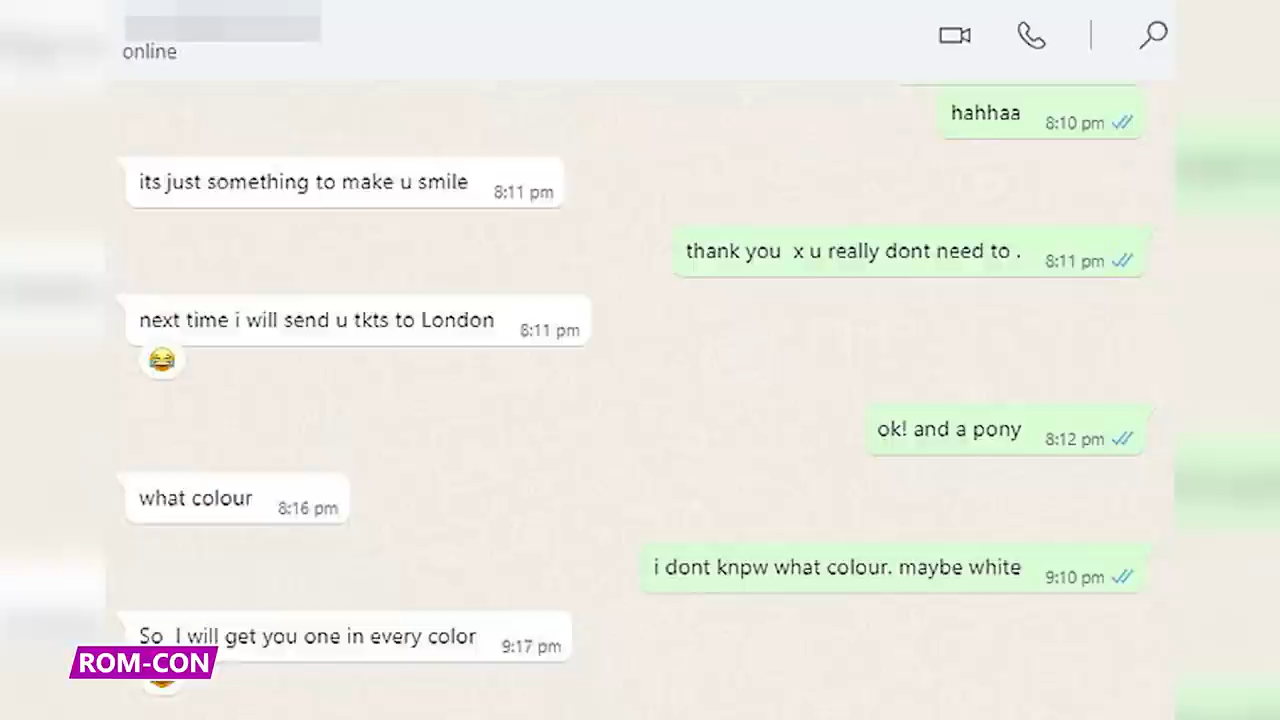 online
hahhaa 8:10 pm
its just something to make u smile 8:11 pm
thank you x u really dont need to . 8:11 pm
next time i will send u tkts to London 8:11 pm
ok! and a pony 8:12 pm
what colour 8:16 pm
i dont knpw what colour. maybe white 9:10 pm
So I will get you one in every color 9:17 pm
ROM-CON